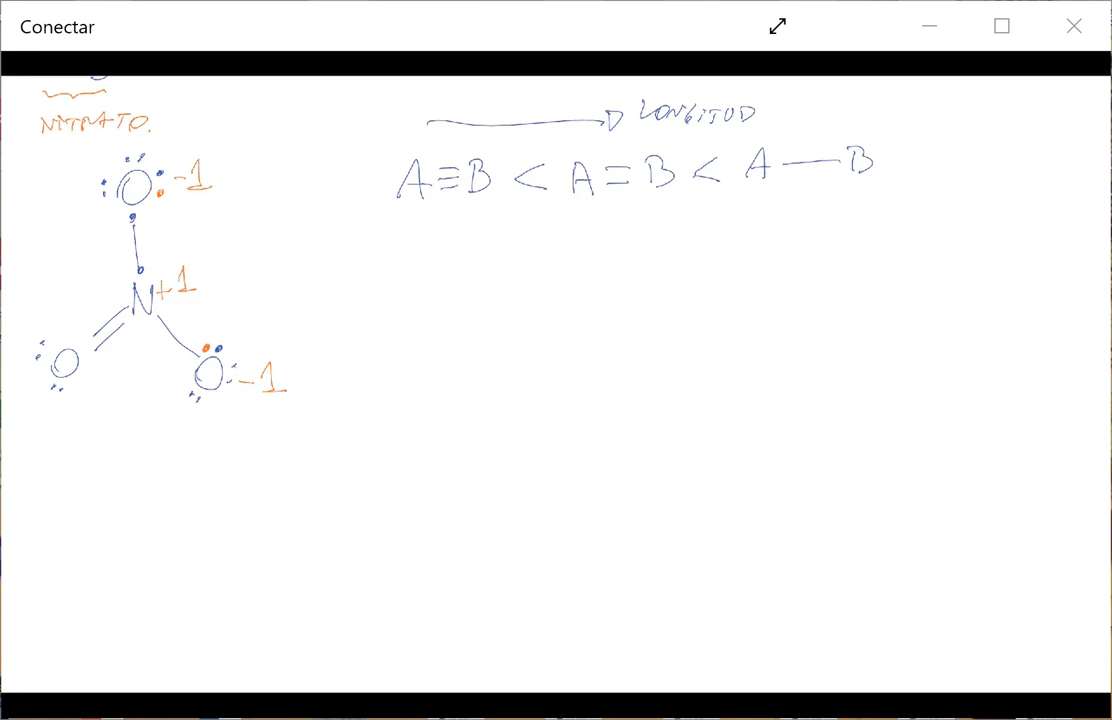 Conectar
NITRATO.
LONGITUD
A≡B < A=B < A—B
O -1
N +1
O
O -1